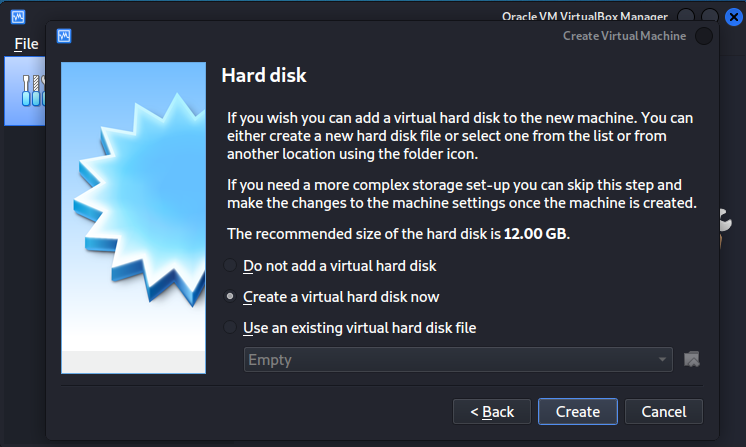 Oracle VM VirtualBox Manager
File
Create Virtual Machine
Hard disk
If you wish you can add a virtual hard disk to the new machine. You can
either create a new hard disk file or select one from the list or from
another location using the folder icon.
If you need a more complex storage set-up you can skip this step and
make the changes to the machine settings once the machine is created.
The recommended size of the hard disk is 12.00 GB.
Do not add a virtual hard disk
Create a virtual hard disk now
Use an existing virtual hard disk file
Empty
< Back
Create
Cancel